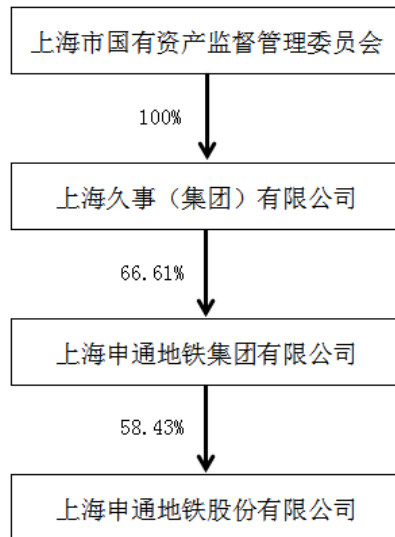 上海市国有资产监督管理委员会
100%
上海久事（集团）有限公司
66.61%
上海申通地铁集团有限公司
58.43%
上海申通地铁股份有限公司